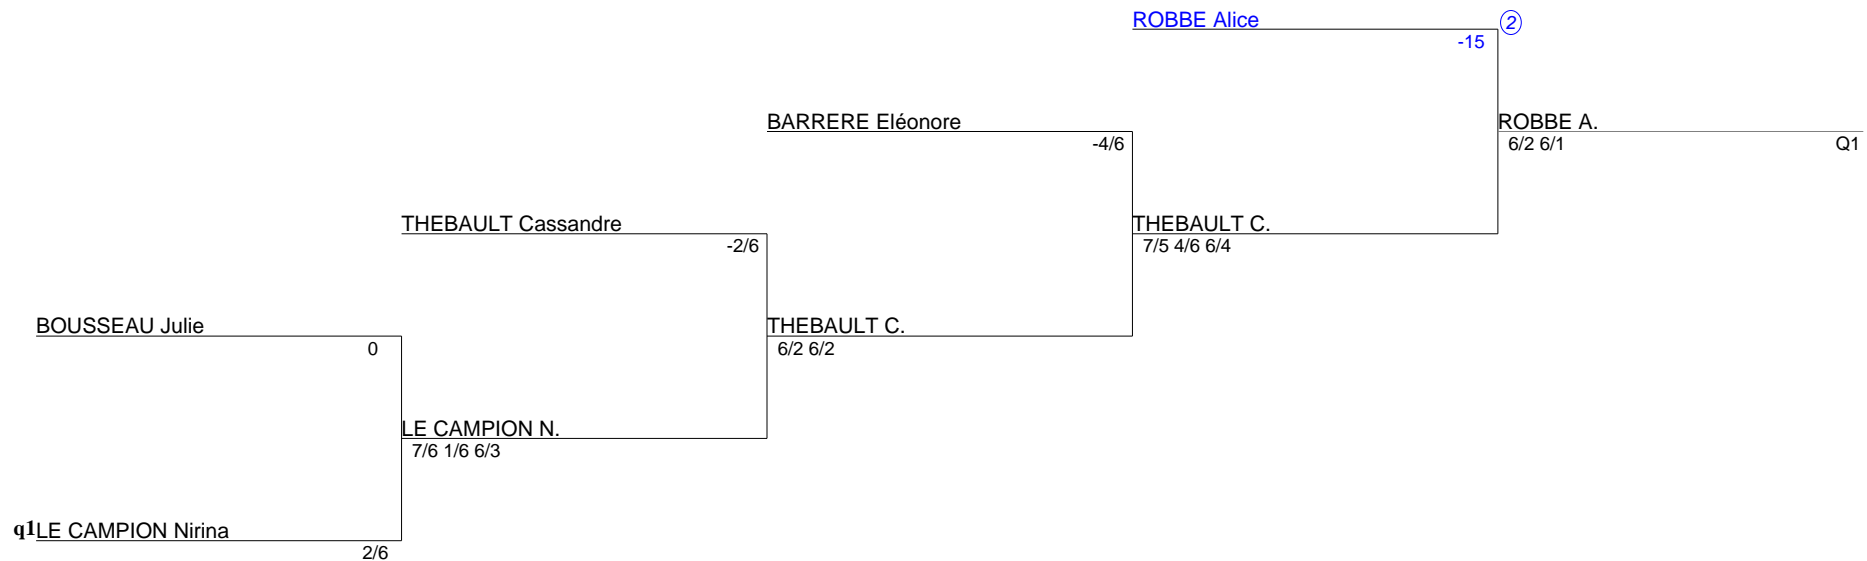 ROBBE Alice 2
-15
BARRERE Eléonore
ROBBE A.
-4/6
6/2 6/1
Q1
THEBAULT Cassandre
THEBAULT C.
-2/6
7/5 4/6 6/4
BOUSSEAU Julie
THEBAULT C.
0
6/2 6/2
LE CAMPION N.
7/6 1/6 6/3
q1 LE CAMPION Nirina
2/6